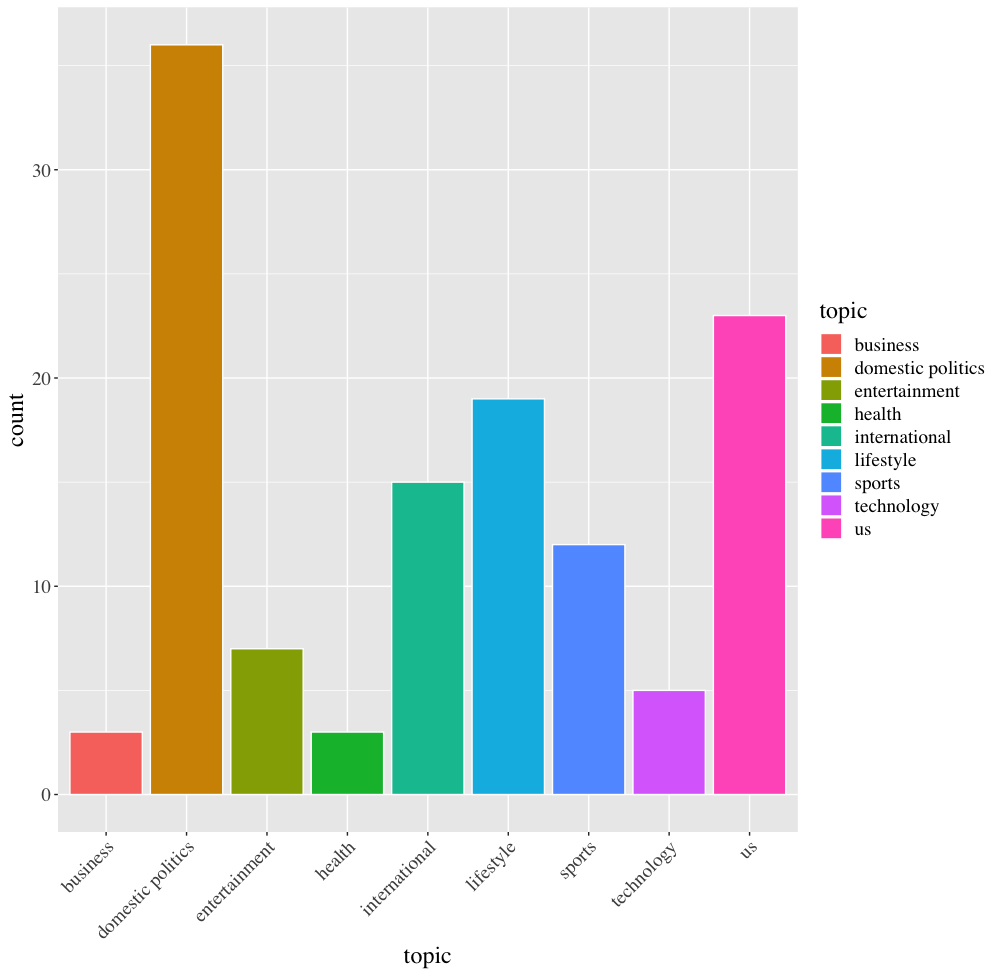 30
20
10
0
count
business
domestic politics
entertainment
health
international
lifestyle
sports
technology
us
topic
topic
business
domestic politics
entertainment
health
international
lifestyle
sports
technology
us